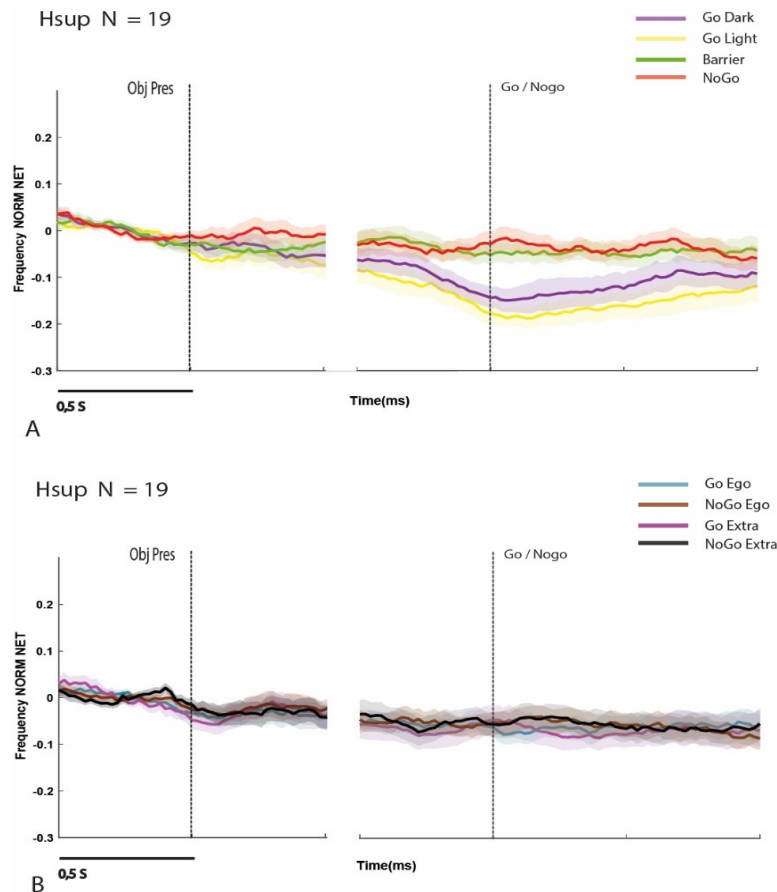 Hsup N = 19
Go Dark
Go Light
Barrier
NoGo
Obj Pres
Go / Nogo
Frequency NORM NET
0.2
0.1
0
-0.1
-0.2
-0.3
0,5 S
Time(ms)
A
Hsup N = 19
Go Ego
NoGo Ego
Go Extra
NoGo Extra
Obj Pres
Go / Nogo
Frequency NORM NET
0.2
0.1
0
-0.1
-0.2
-0.3
0,5 S
Time(ms)
B